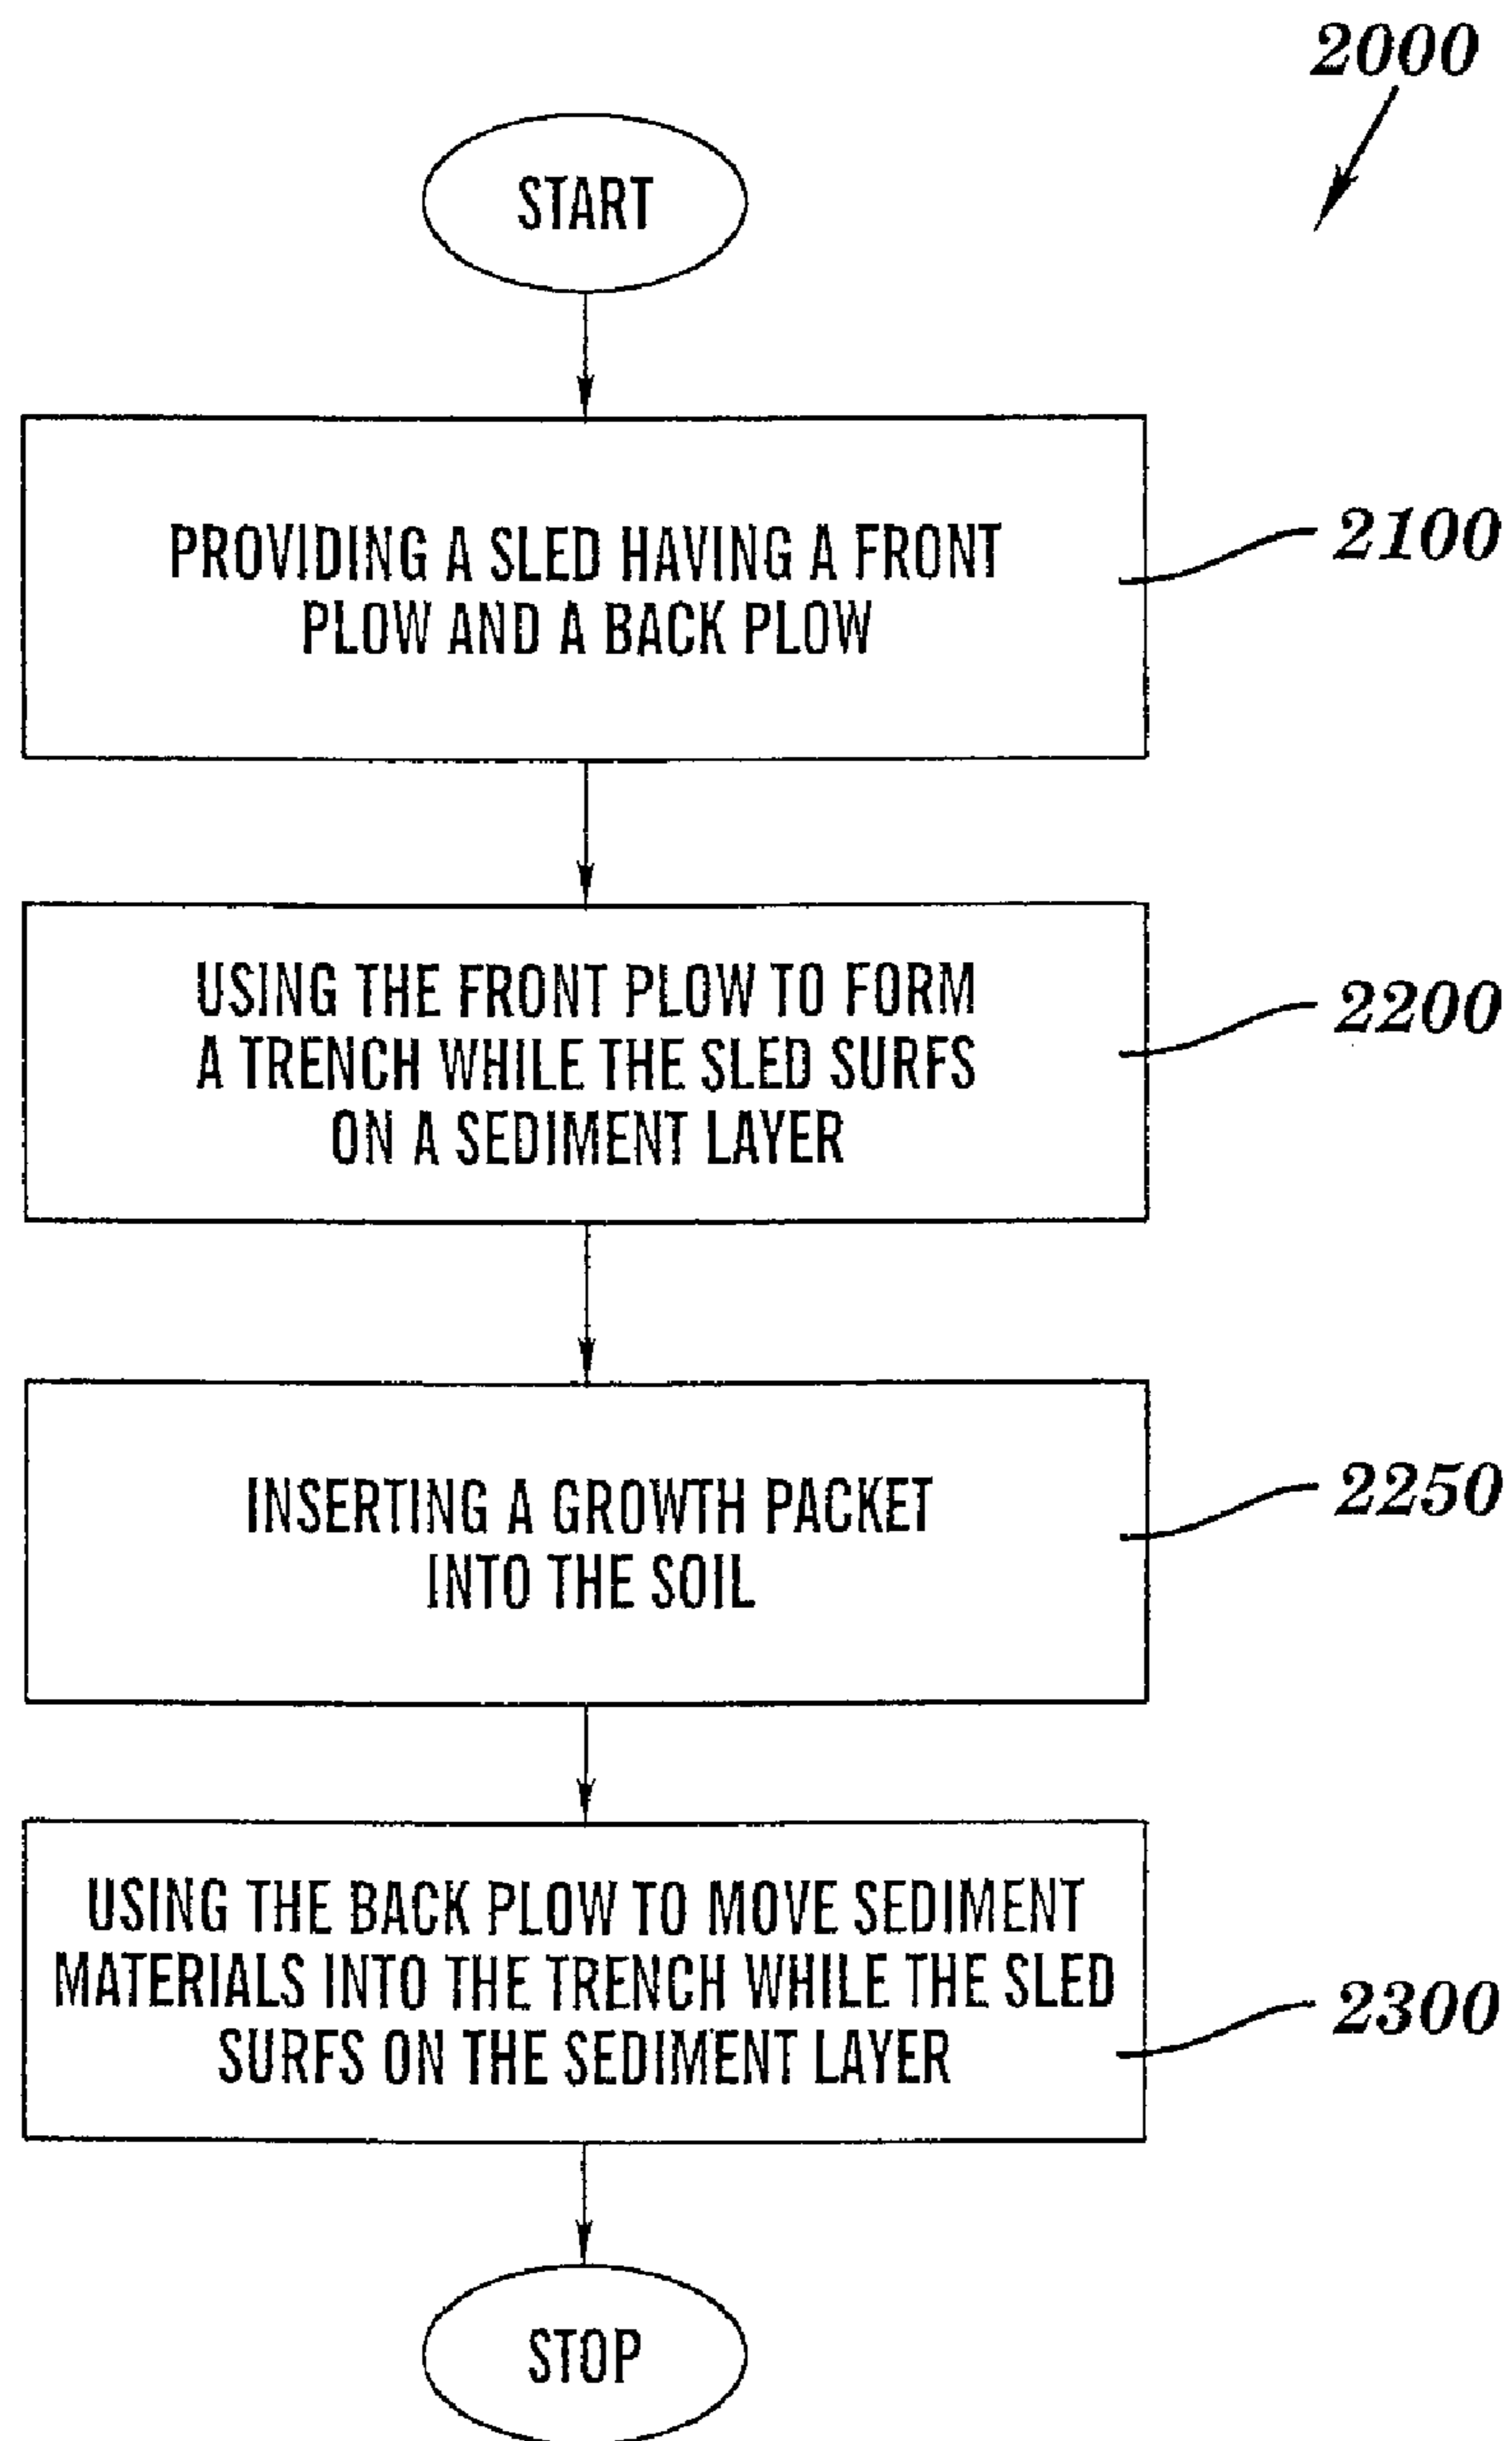 2000
START
PROVIDING A SLED HAVING A FRONT
PLOW AND A BACK PLOW
2100
USING THE FRONT PLOW TO FORM
A TRENCH WHILE THE SLED SURFS
ON A SEDIMENT LAYER
2200
INSERTING A GROWTH PACKET
INTO THE SOIL
2250
USING THE BACK PLOW TO MOVE SEDIMENT
MATERIALS INTO THE TRENCH WHILE THE SLED
SURFS ON THE SEDIMENT LAYER
2300
STOP